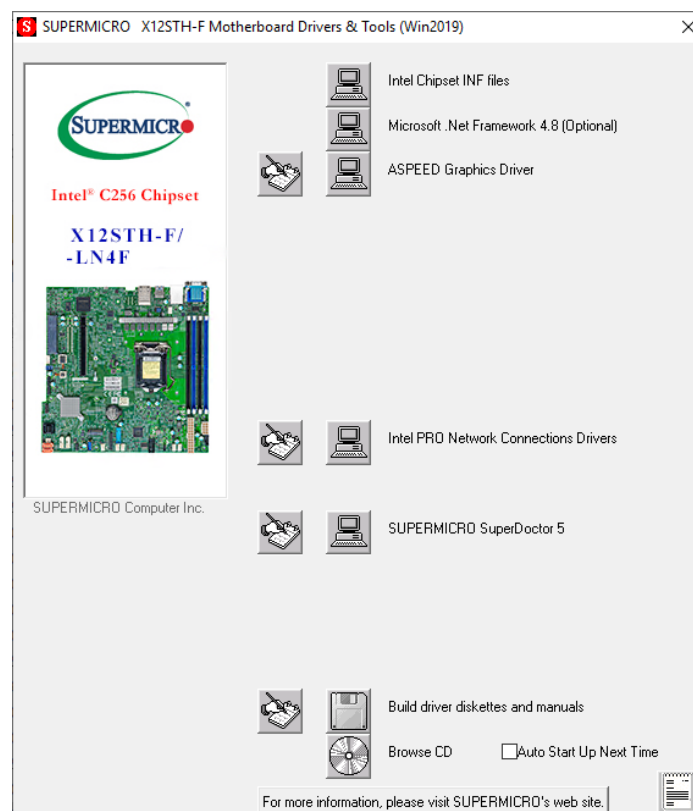 SUPERMICRO X12STH-F Motherboard Drivers & Tools (Win2019)
SUPERMICRO
Intel® C256 Chipset
X12STH-F/
-LN4F
SUPERMICRO Computer Inc.
Intel Chipset INF files
Microsoft .Net Framework 4.8 (Optional)
ASPEED Graphics Driver
Intel PRO Network Connections Drivers
SUPERMICRO SuperDoctor 5
Build driver diskettes and manuals
Browse CD
Auto Start Up Next Time
For more information, please visit SUPERMICRO's web site.